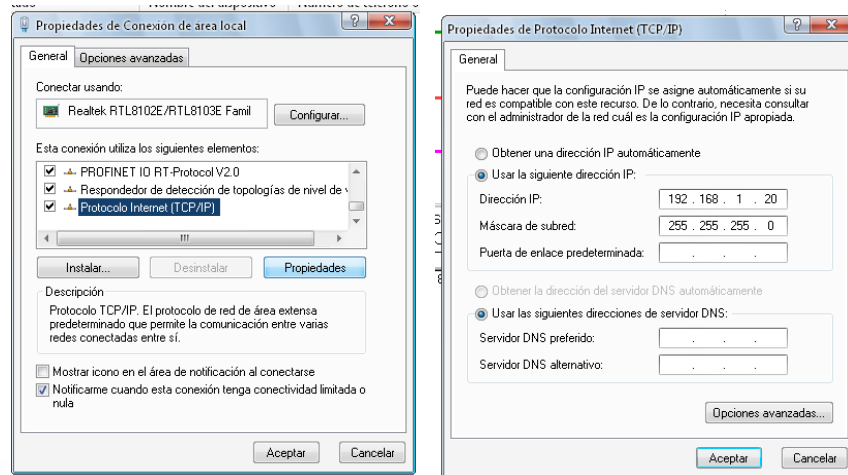 Propiedades de Conexión de área local
General
Opciones avanzadas
Conectar usando:
Realtek RTL8102E/RTL8103E Famil
Configurar...
Esta conexión utiliza los siguientes elementos:
PROFINET IO RT-Protocol V2.0
Respondedor de detección de topologías de nivel de
Protocolo Internet (TCP/IP)
Instalar...
Desinstalar
Propiedades
Descripción
Protocolo TCP/IP. El protocolo de red de área extensa
predeterminado que permite la comunicación entre varias
redes conectadas entre sí.
Mostrar icono en el área de notificación al conectarse
Notificarme cuando esta conexión tenga conectividad limitada o
nula
Aceptar
Cancelar
Propiedades de Protocolo Internet (TCP/IP)
General
Puede hacer que la configuración IP se asigne automáticamente si su
red es compatible con este recurso. De lo contrario, necesita consultar
con el administrador de la red cuál es la configuración IP apropiada.
Obtener una dirección IP automáticamente
Usar la siguiente dirección IP:
Dirección IP: 192 . 168 . 1 . 20
Máscara de subred: 255 . 255 . 255 . 0
Puerta de enlace predeterminada: . . .
Obtener la dirección del servidor DNS automáticamente
Usar las siguientes direcciones de servidor DNS:
Servidor DNS preferido: . . .
Servidor DNS alternativo: . . .
Opciones avanzadas...
Aceptar
Cancelar